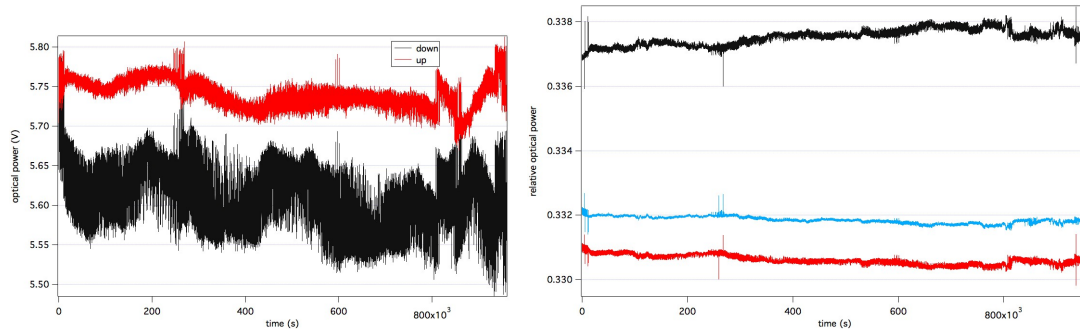 5.80
5.75
5.70
5.65
5.60
5.55
5.50
optical power (V)
down
up
0
200
400
600
800x10³
time (s)
0.338
0.336
0.334
0.332
0.330
relative optical power
0
200
400
600
800x10³
time (s)